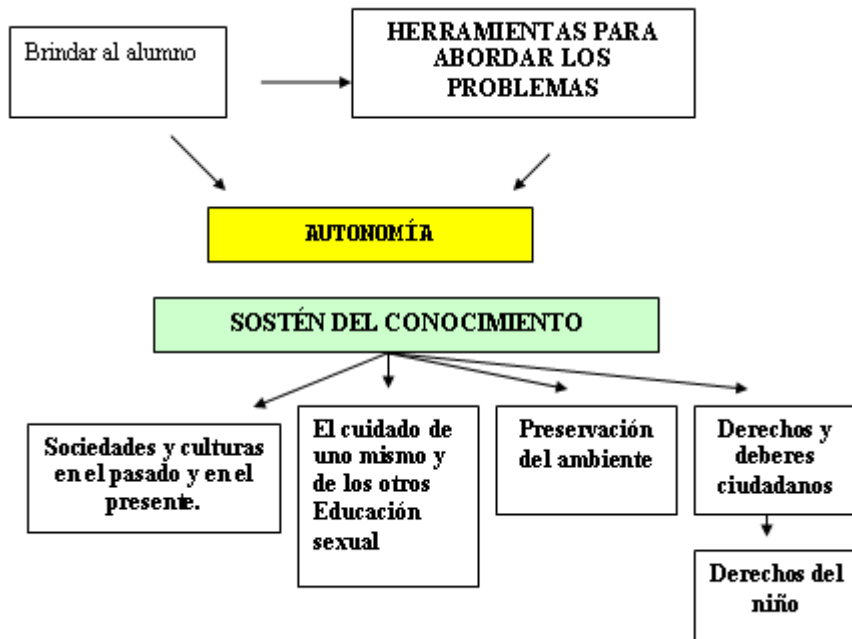 Brindar al alumno
HERRAMIENTAS PARA
ABORDAR LOS
PROBLEMAS
AUTONOMÍA
SOSTÉN DEL CONOCIMIENTO
Sociedades y culturas
en el pasado y en el
presente.
El cuidado de
uno mismo y
de los otros
Educación
sexual
Preservación
del ambiente
Derechos y
deberes
ciudadanos
Derechos del
niño